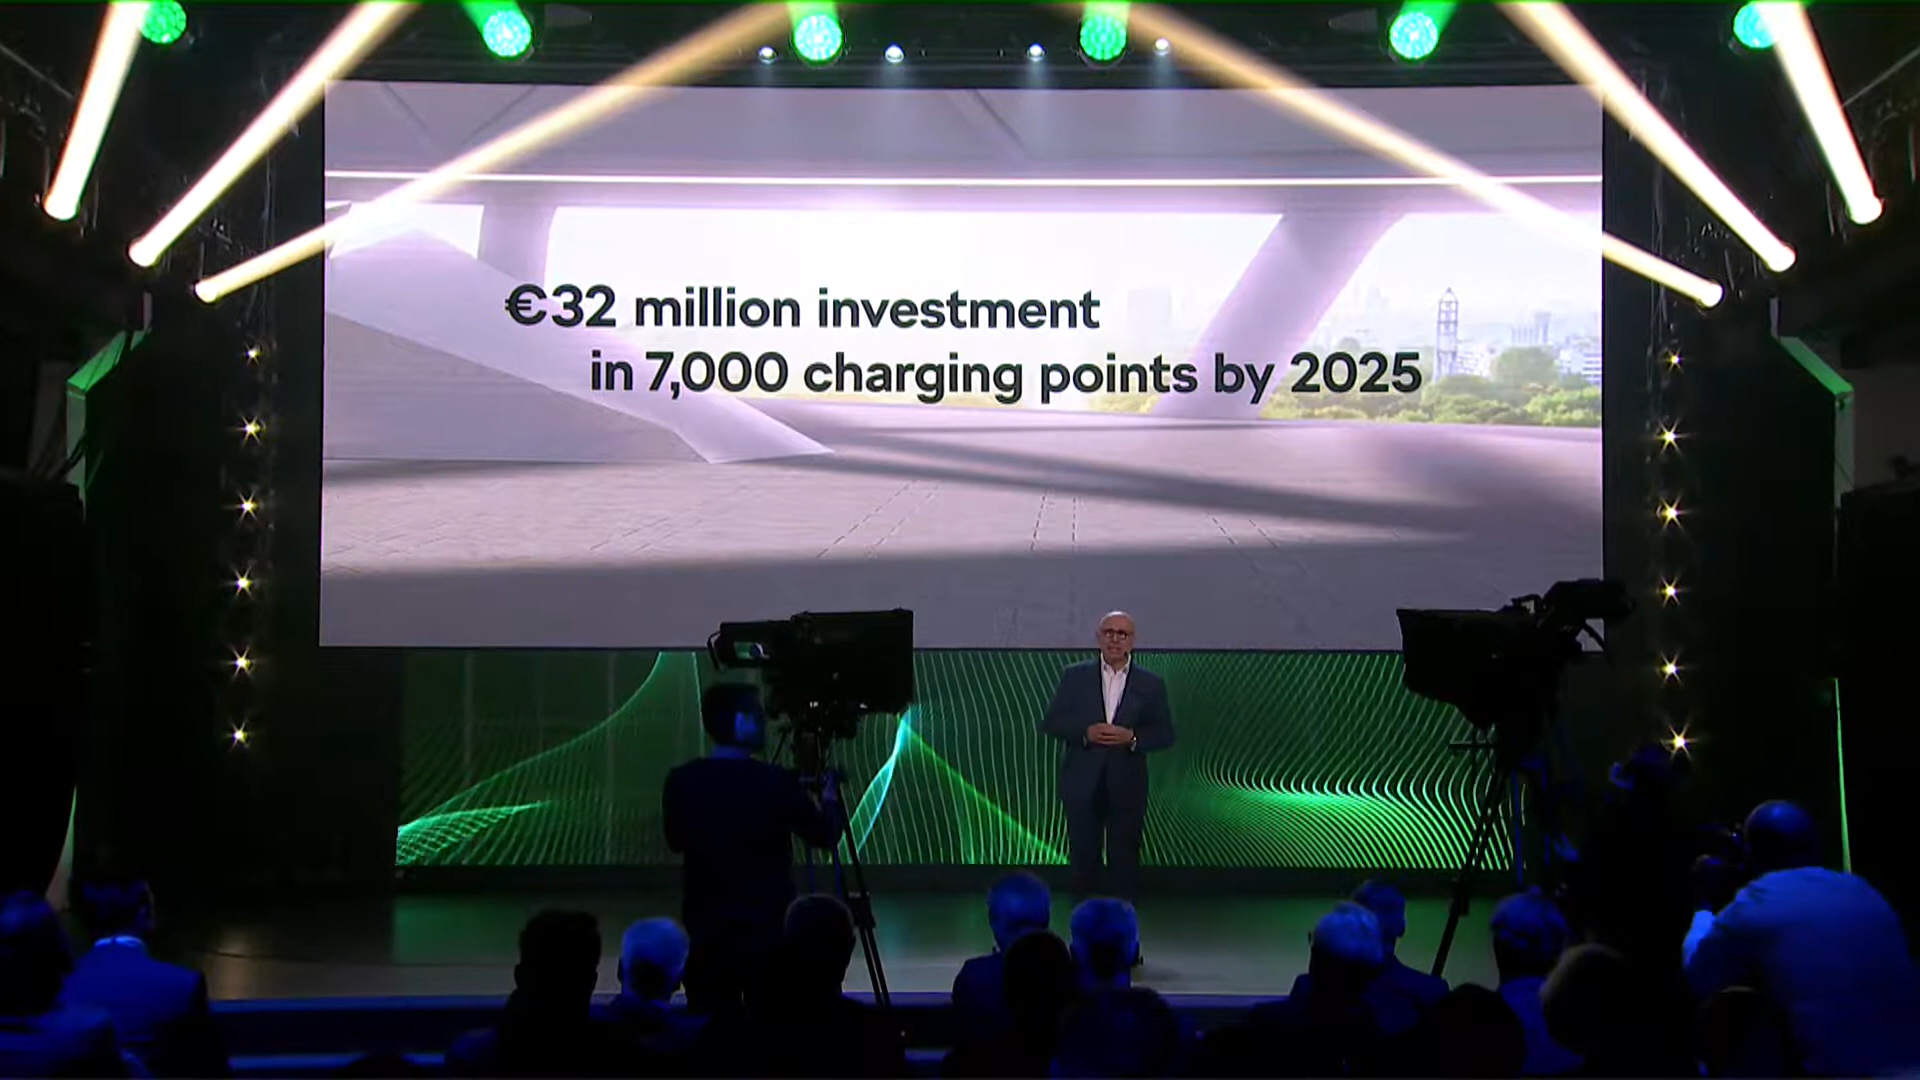 €32 million investment
in 7,000 charging points by 2025